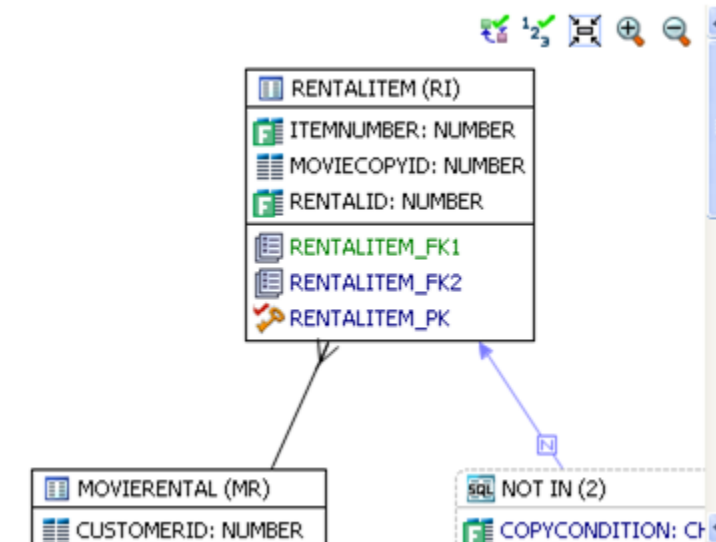 RENTALITEM (RI)
ITEMNUMBER: NUMBER
MOVIECOPYID: NUMBER
RENTALID: NUMBER
RENTALITEM_FK1
RENTALITEM_FK2
RENTALITEM_PK
N
MOVIERENTAL (MR)
CUSTOMERID: NUMBER
SQL NOT IN (2)
COPYCONDITION: CH